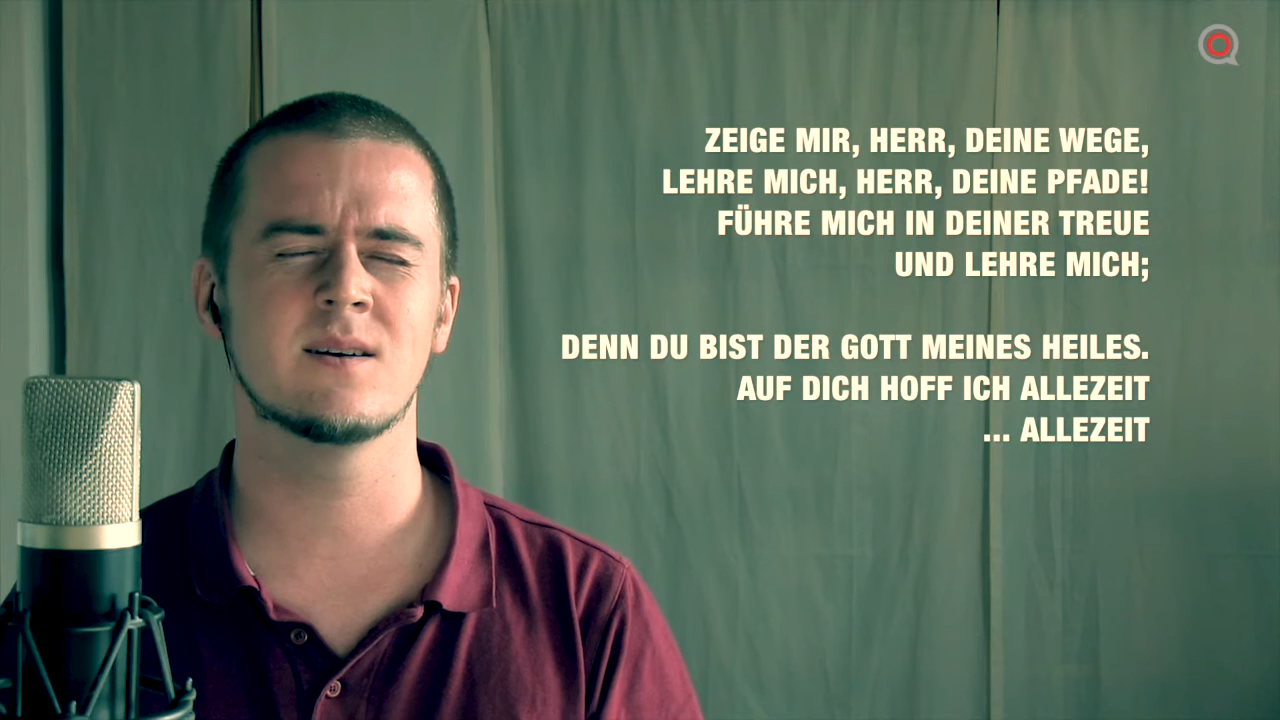 ZEIGE MIR, HERR, DEINE WEGE,
LEHRE MICH, HERR, DEINE PFADE!
FÜHRE MICH IN DEINER TREUE
UND LEHRE MICH;
DENN DU BIST DER GOTT MEINES HEILES.
AUF DICH HOFF ICH ALLEZEIT
... ALLEZEIT